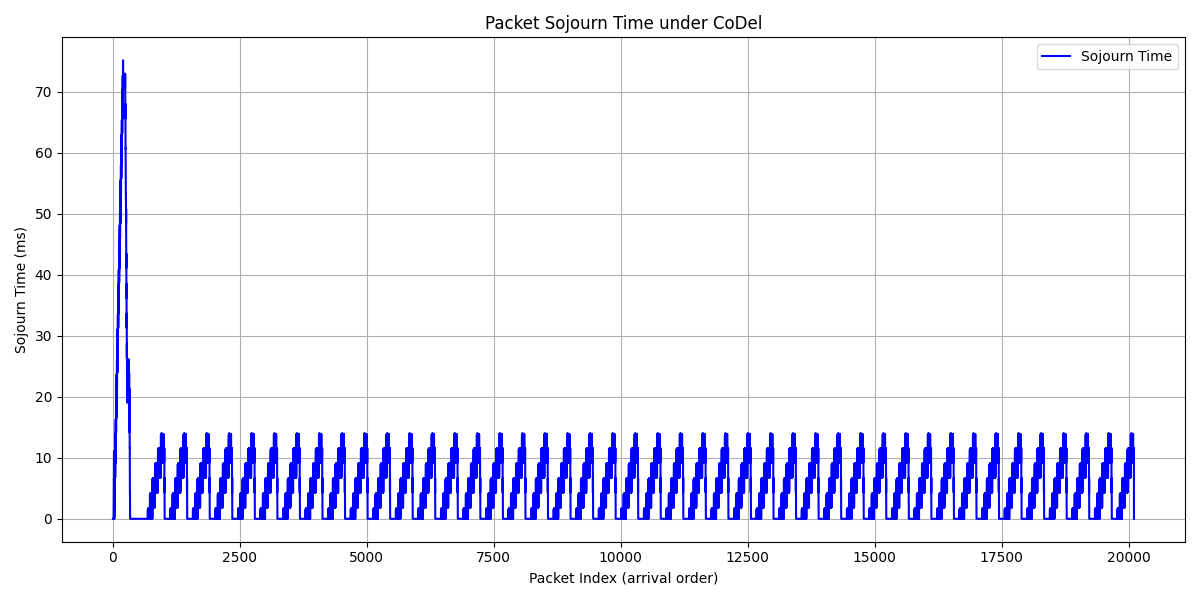 Packet Sojourn Time under CoDel
Sojourn Time
Sojourn Time (ms)
70
60
50
40
30
20
10
0
0 2500 5000 7500 10000 12500 15000 17500 20000
Packet Index (arrival order)